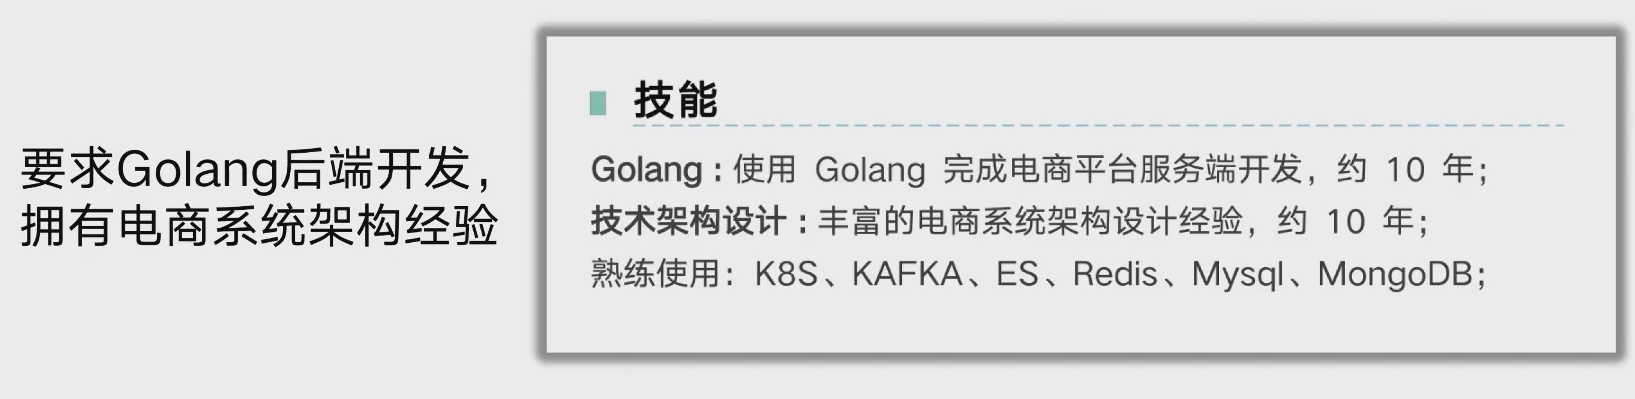 要求Golang后端开发，
拥有电商系统架构经验
技能
Golang：使用 Golang 完成电商平台服务端开发，约 10 年；
技术架构设计：丰富的电商系统架构设计经验，约 10 年；
熟练使用：K8S、KAFKA、ES、Redis、Mysql、MongoDB；